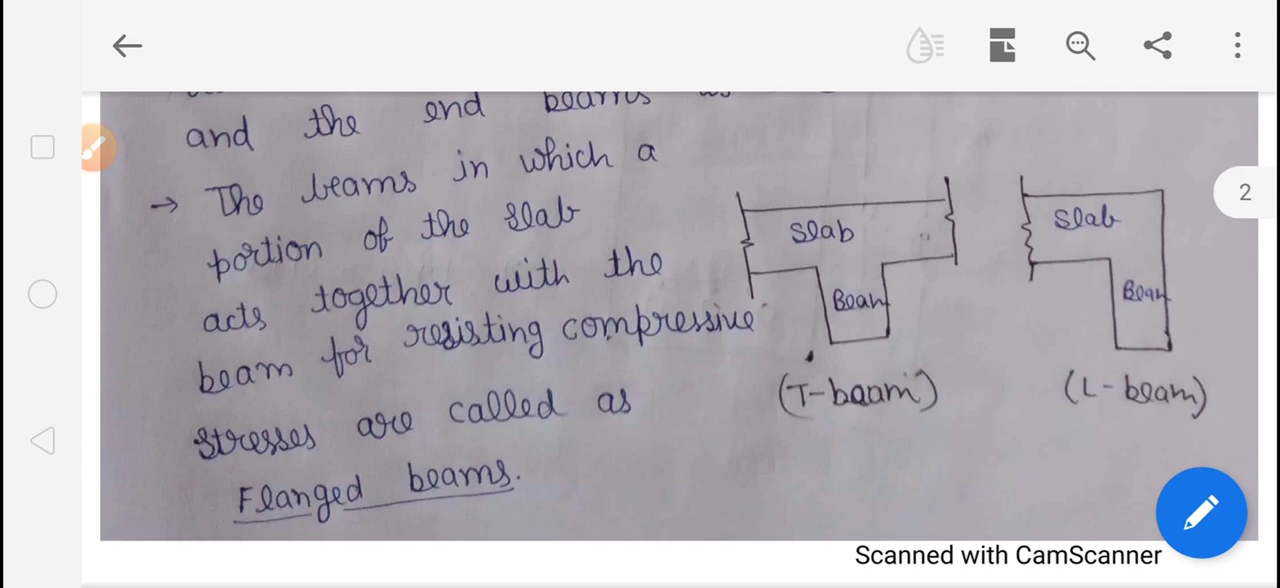 2
and the end beams
→ The beams in which a
portion of the slab
acts together with the
beam for resisting compressive
stresses are called as
Flanged beams.
Slab
Beam
(T-beam)
Slab
Beam
(L-beam)
Scanned with CamScanner